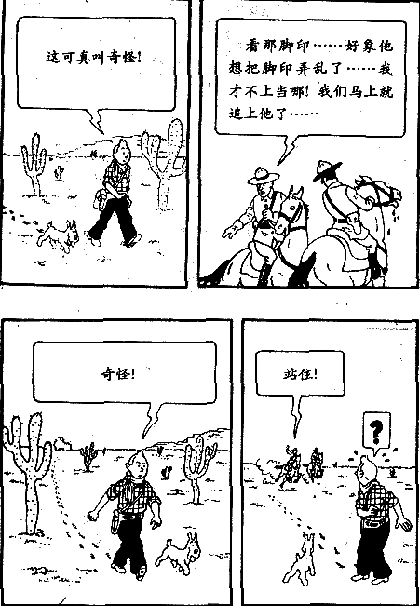 这可真叫奇怪!
看那脚印……好象他
想把脚印弄乱了……我
才不上当哪! 我们马上就
追上他了……
奇怪!
站住!
?